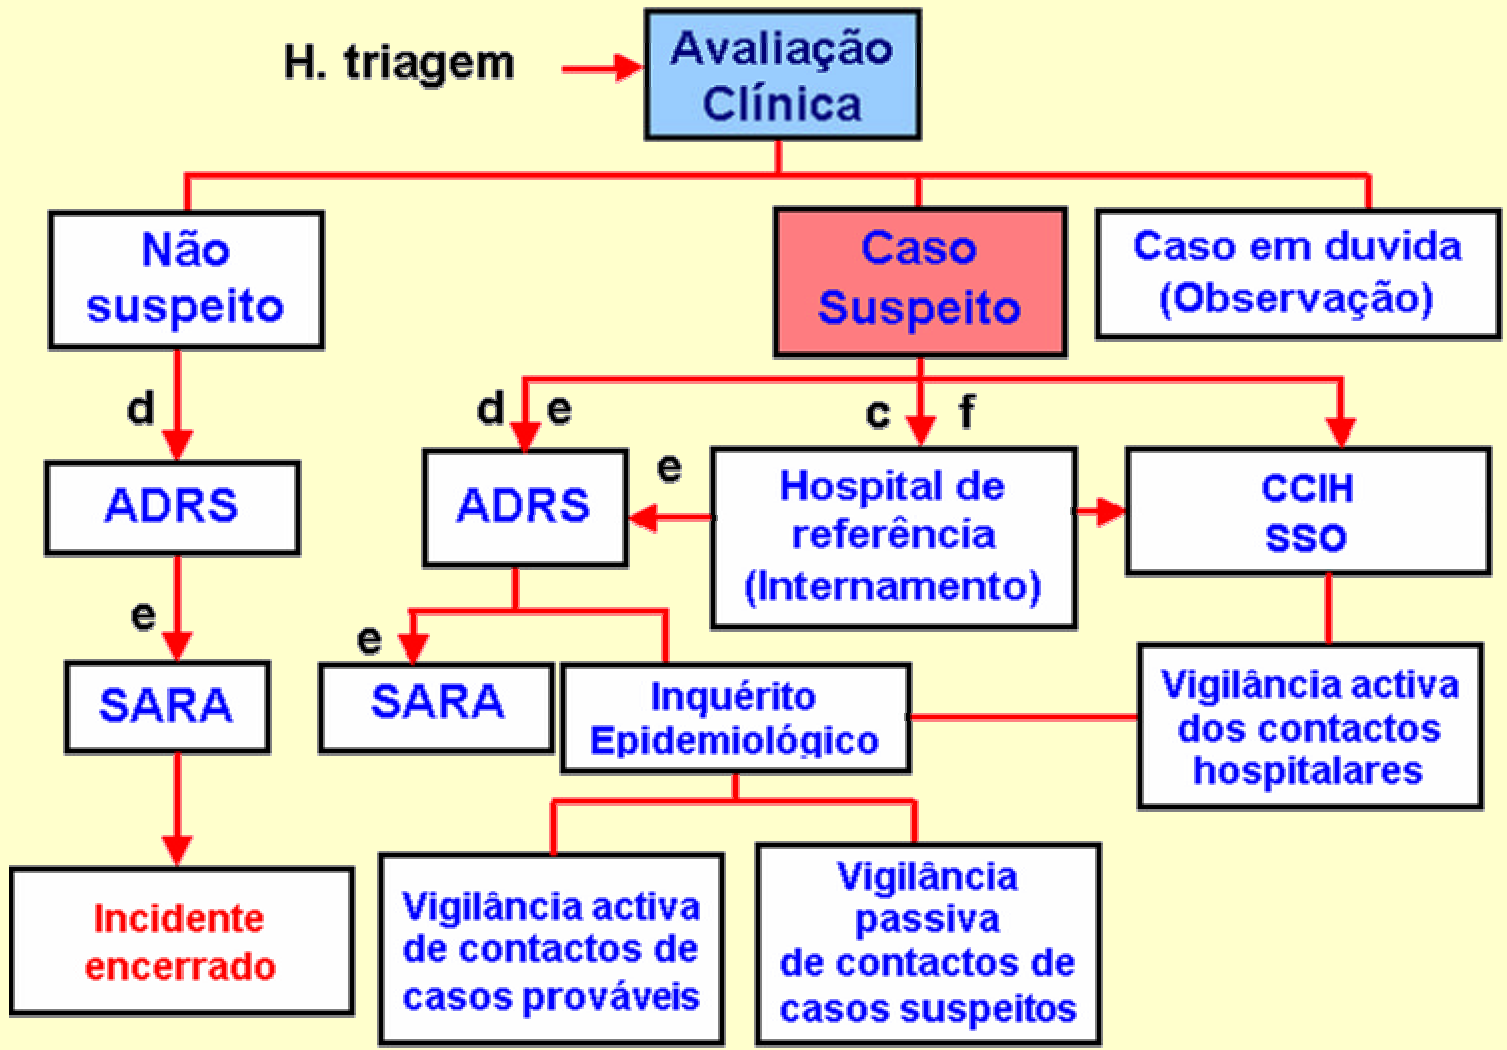 H. triagem
Avaliação
Clínica
Não
suspeito
Caso
Suspeito
Caso em duvida
(Observação)
d
d e
c f
ADRS
ADRS
e
Hospital de
referência
(Internamento)
CCIH
SSO
e
e
SARA
SARA
Inquérito
Epidemiológico
Vigilância activa
dos contactos
hospitalares
Incidente
encerrado
Vigilância activa
de contactos de
casos prováveis
Vigilância
passiva
de contactos de
casos suspeitos